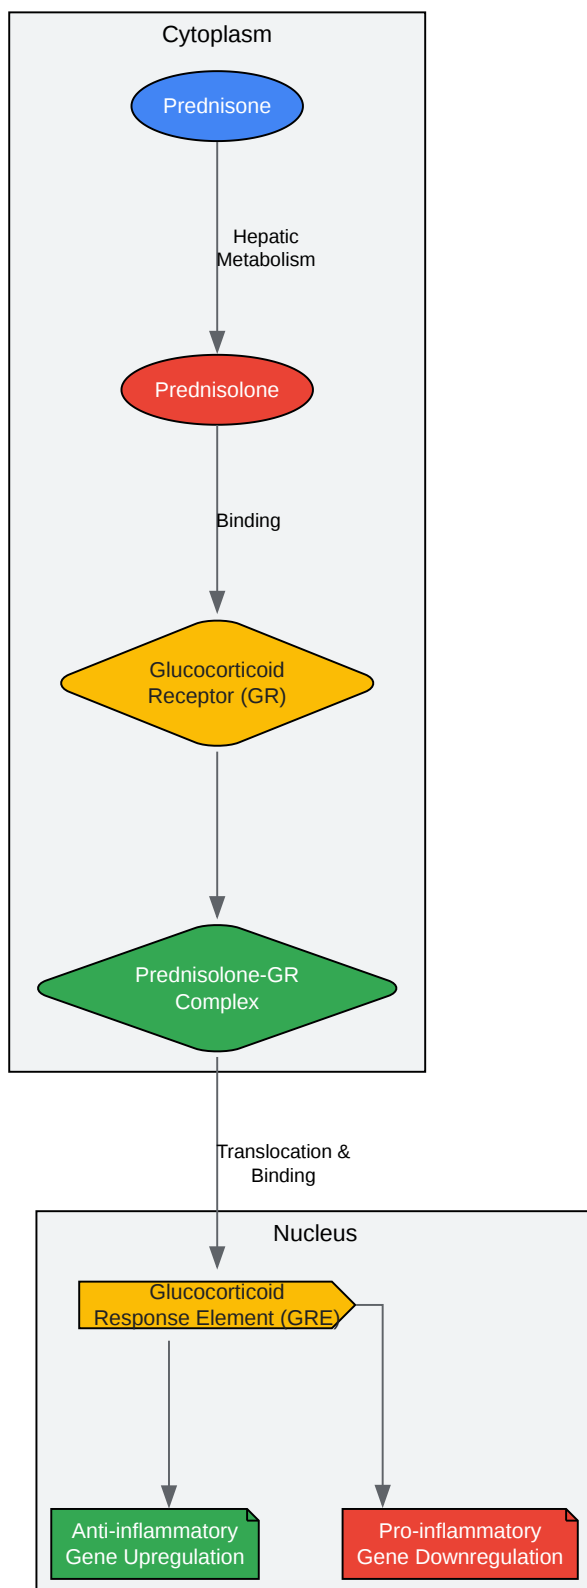 Cytoplasm
Prednisone
Hepatic
Metabolism
Prednisolone
Binding
Glucocorticoid
Receptor (GR)
Prednisolone-GR
Complex
Translocation &
Binding
Nucleus
Glucocorticoid
Response Element (GRE)
Anti-inflammatory
Gene Upregulation
Pro-inflammatory
Gene Downregulation